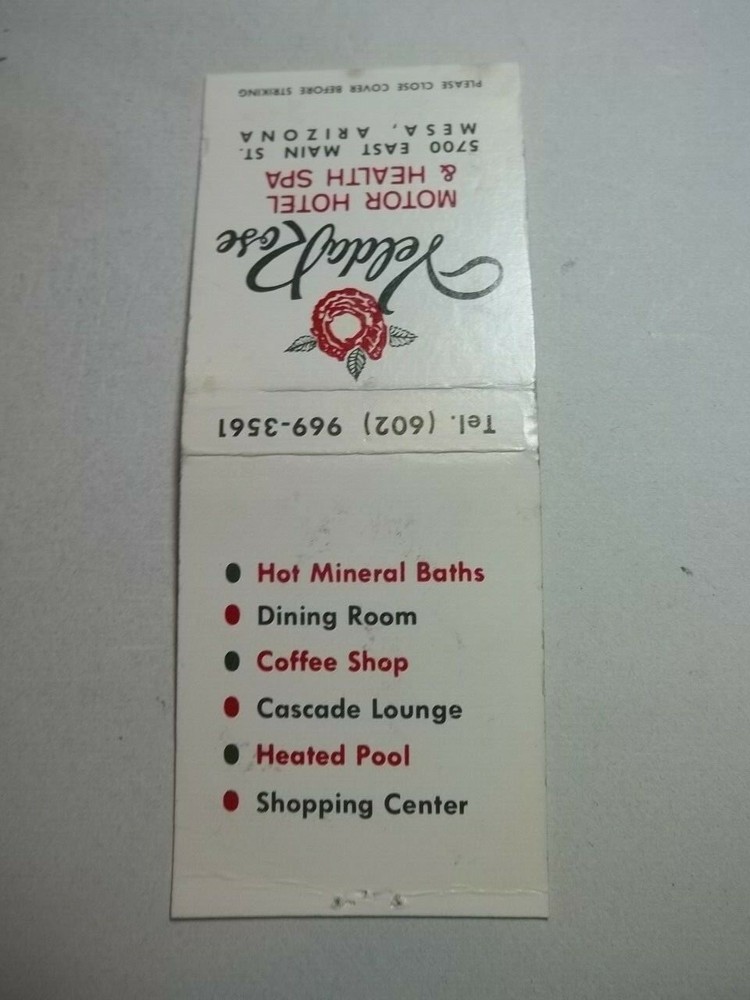 Velda Rose
MOTOR HOTEL
& HEALTH SPA
5700 EAST MAIN ST.
MESA, ARIZONA
PLEASE CLOSE COVER BEFORE STRIKING
Tel. (602) 969-3561
Hot Mineral Baths
Dining Room
Coffee Shop
Cascade Lounge
Heated Pool
Shopping Center